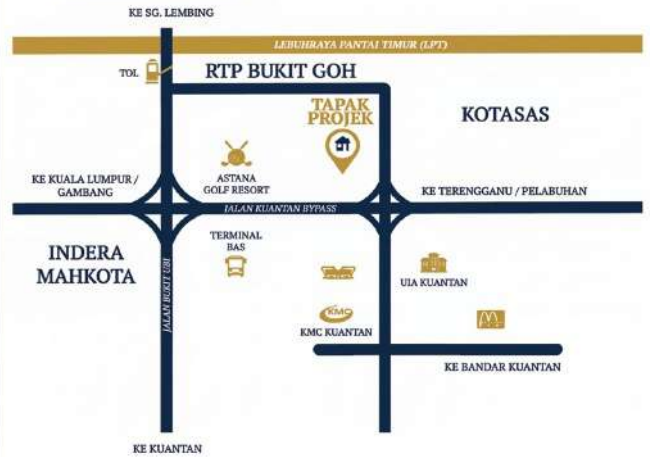 KE SG. LEMBING
LEBUHRAYA PANTAI TIMUR (LPT)
TOL
RTP BUKIT GOH
TAPAK
PROJEK
KOTASAS
ASTANA
GOLF RESORT
KE KUALA LUMPUR /
GAMBANG
KE TERENGGANU / PELABUHAN
JALAN KUANTAN BYPASS
INDERA
MAHKOTA
JALAN BUKIT UBI
TERMINAL
BAS
UIA KUANTAN
KMC
KMC KUANTAN
KE BANDAR KUANTAN
KE KUANTAN